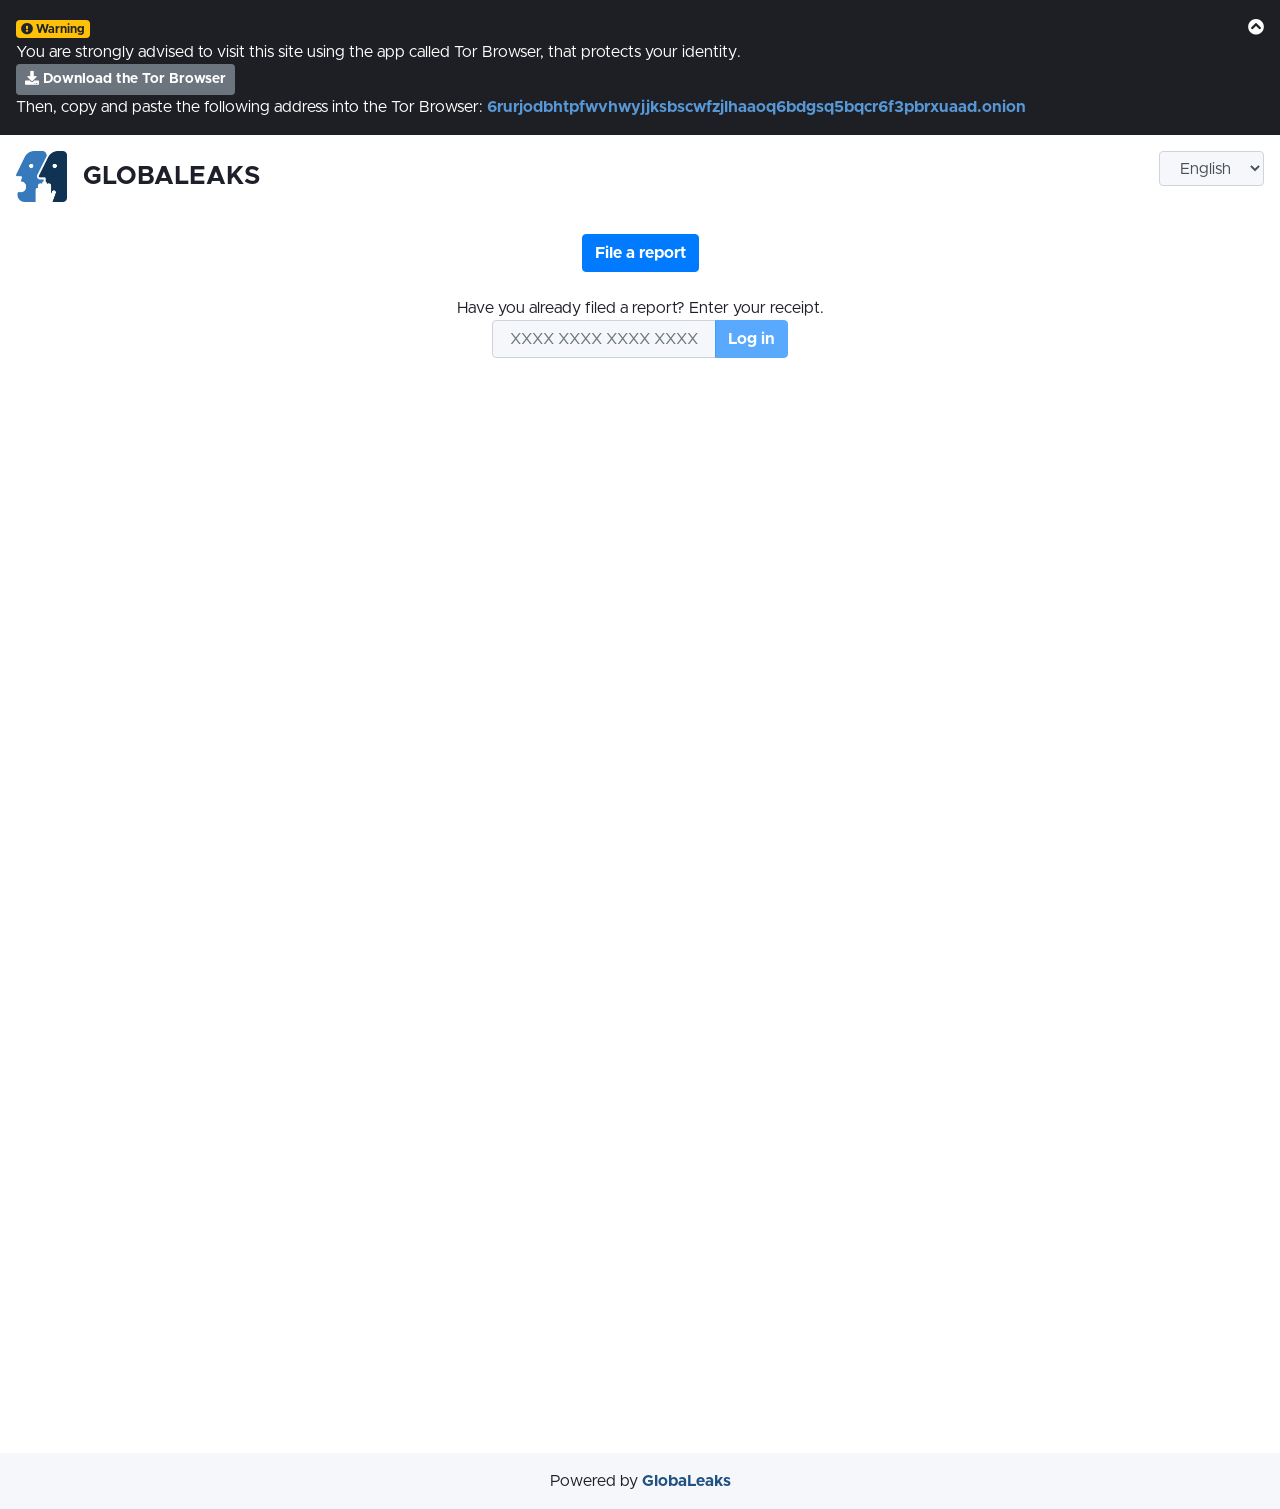 Warning
You are strongly advised to visit this site using the app called Tor Browser, that protects your identity.
Download the Tor Browser
Then, copy and paste the following address into the Tor Browser: 6rurjodbhtpfwvhwyjjksbscwfzjlhaaoq6bdgsq5bqcr6f3pbrxuaad.onion
GLOBALEAKS
English
File a report
Have you already filed a report? Enter your receipt.
XXXX XXXX XXXX XXXX Log in
Powered by GlobaLeaks